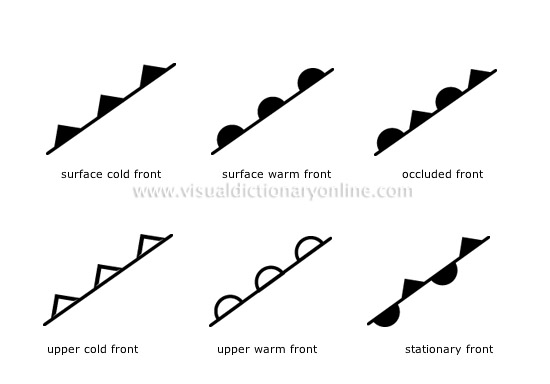 surface cold front
surface warm front
occluded front
www.visualdictionaryonline.com
upper cold front
upper warm front
stationary front